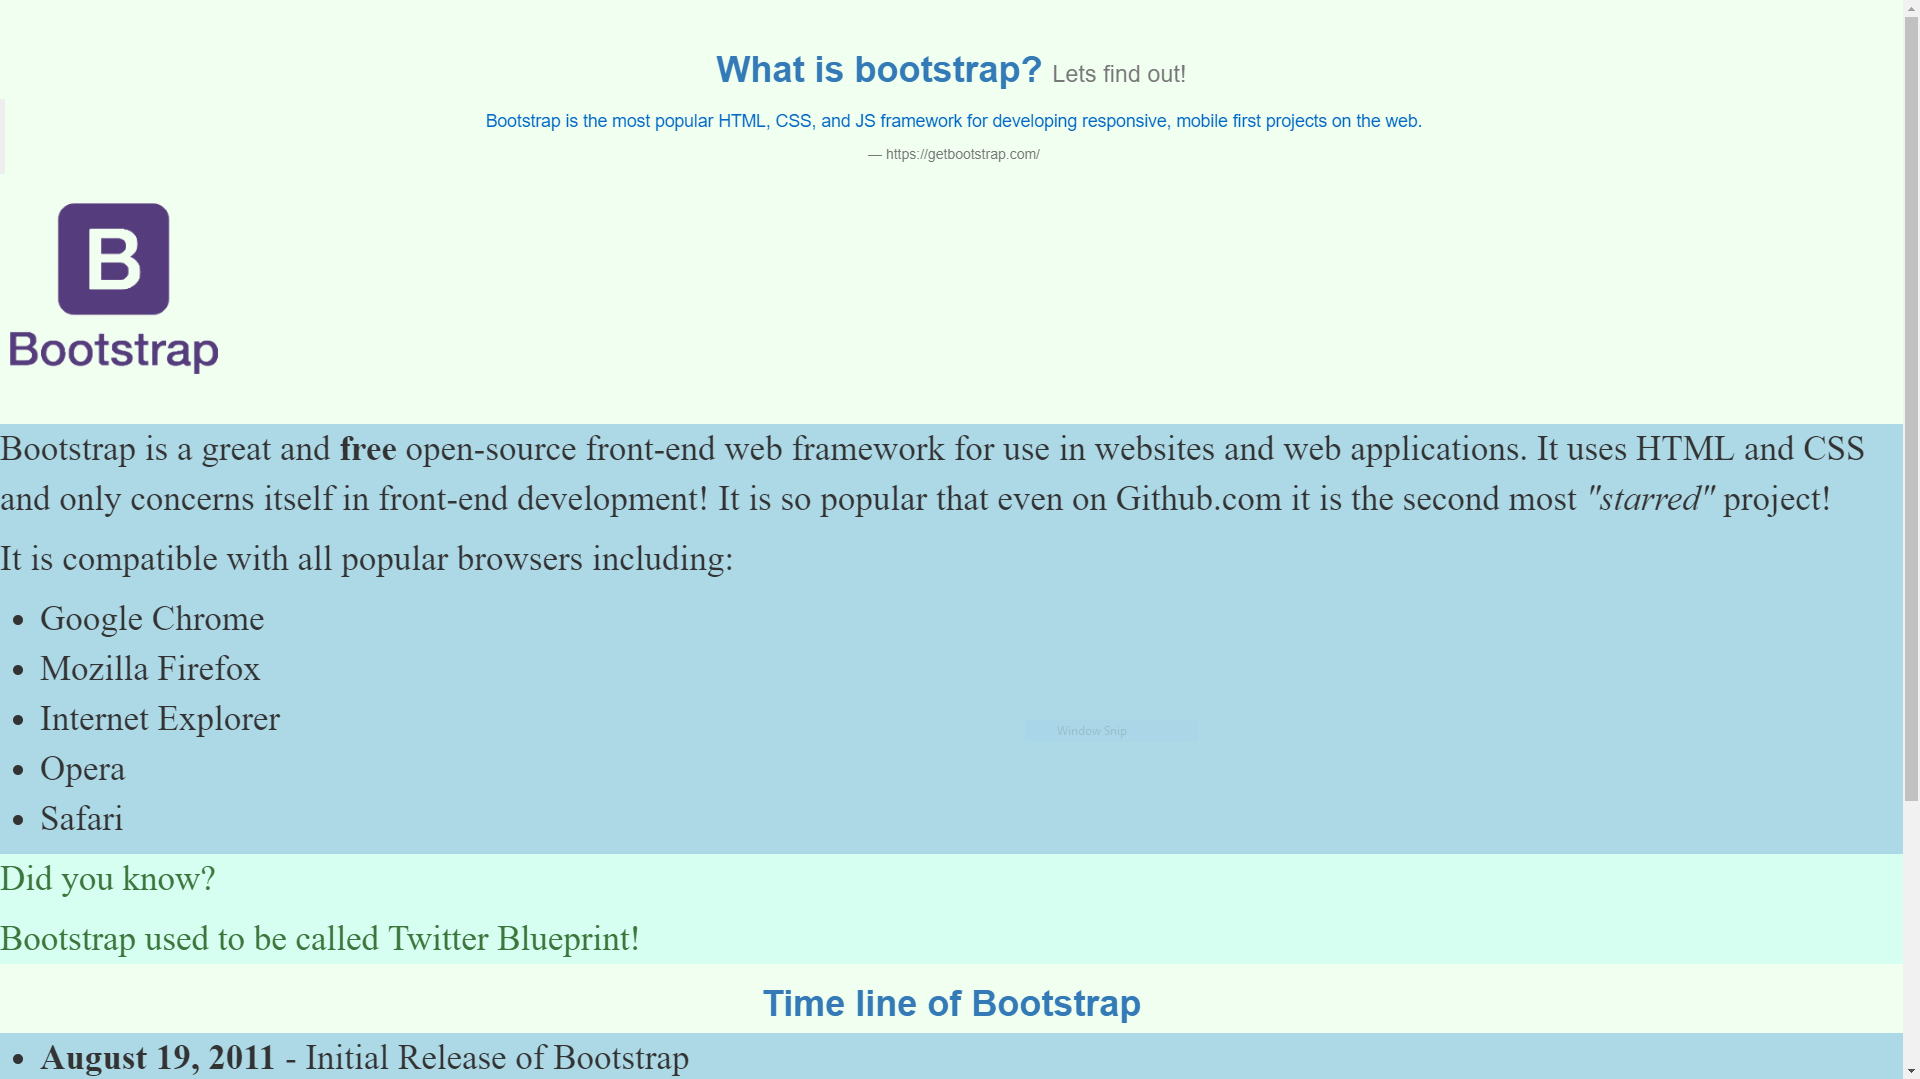 What is bootstrap? Lets find out!
Bootstrap is the most popular HTML, CSS, and JS framework for developing responsive, mobile first projects on the web.
— https://getbootstrap.com/
B
Bootstrap
Bootstrap is a great and free open-source front-end web framework for use in websites and web applications. It uses HTML and CSS
and only concerns itself in front-end development! It is so popular that even on Github.com it is the second most "starred" project!
It is compatible with all popular browsers including:
• Google Chrome
• Mozilla Firefox
• Internet Explorer
Window Snip
• Opera
• Safari
Did you know?
Bootstrap used to be called Twitter Blueprint!
Time line of Bootstrap
• August 19, 2011 - Initial Release of Bootstrap